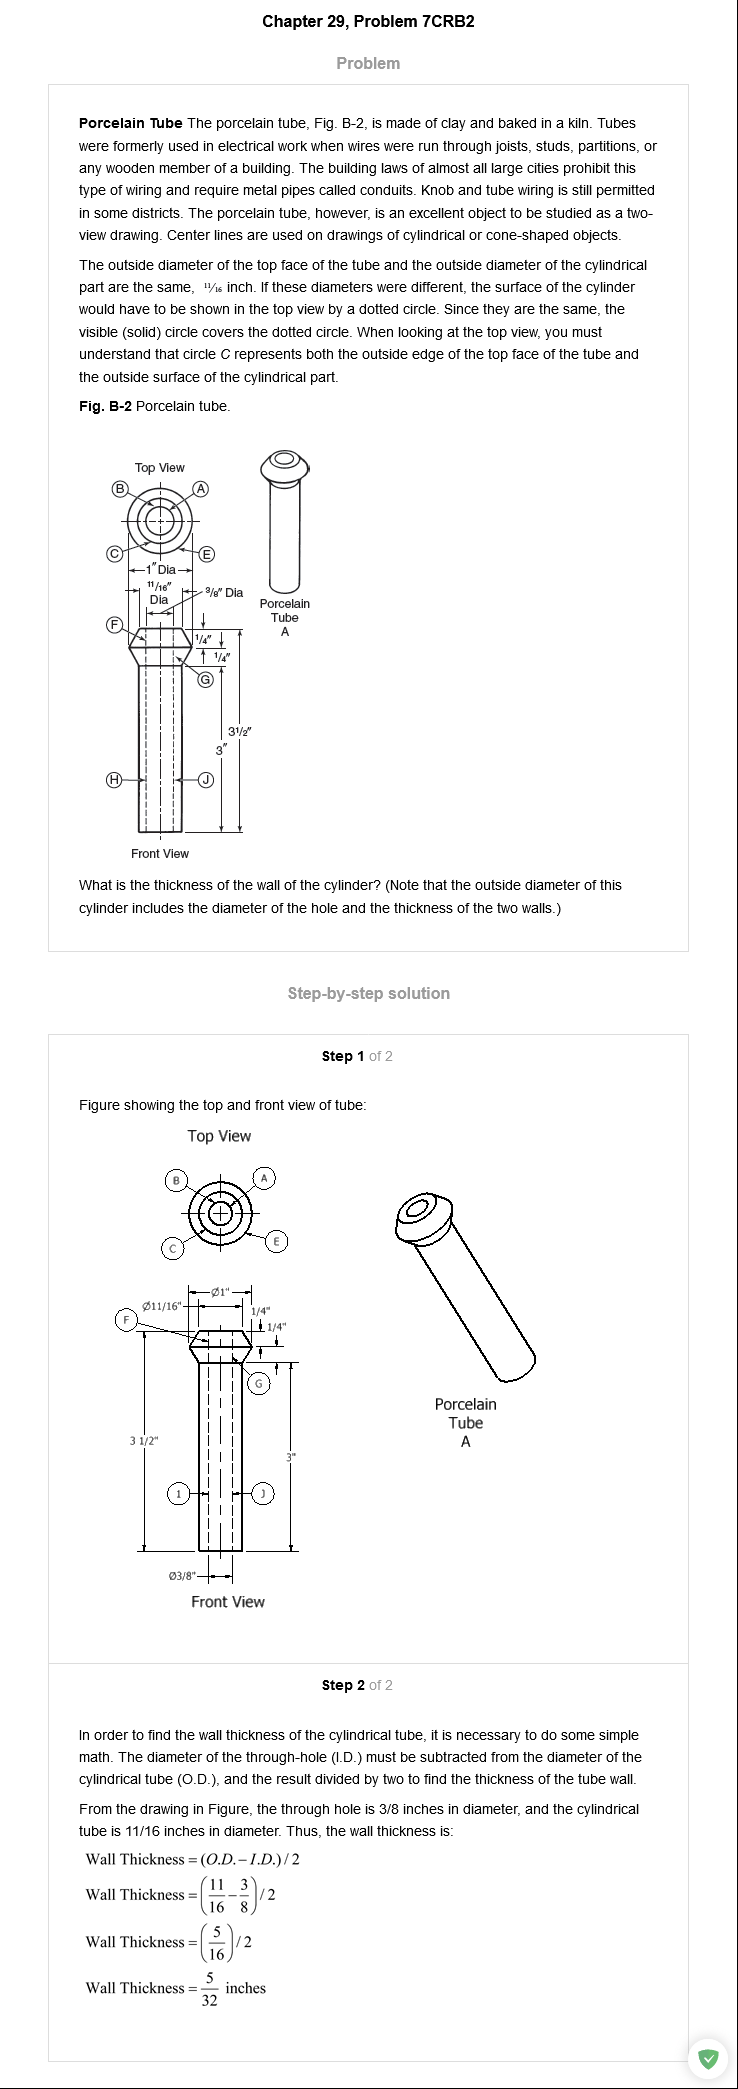 Chapter 29, Problem 7CRB2
Problem
Porcelain Tube The porcelain tube, Fig. B-2, is made of clay and baked in a kiln. Tubes
were formerly used in electrical work when wires were run through joists, studs, partitions, or
any wooden member of a building. The building laws of almost all large cities prohibit this
type of wiring and require metal pipes called conduits. Knob and tube wiring is still permitted
in some districts. The porcelain tube, however, is an excellent object to be studied as a two-
view drawing. Center lines are used on drawings of cylindrical or cone-shaped objects.
The outside diameter of the top face of the tube and the outside diameter of the cylindrical
part are the same, 11/16 inch. If these diameters were different, the surface of the cylinder
would have to be shown in the top view by a dotted circle. Since they are the same, the
visible (solid) circle covers the dotted circle. When looking at the top view, you must
understand that circle C represents both the outside edge of the top face of the tube and
the outside surface of the cylindrical part.
Fig. B-2 Porcelain tube.
Top View
B
A
C
E
1" Dia
11/16"
Dia
3/8" Dia
Porcelain
Tube
A
F
1/4"
1/4"
G
3 1/2"
3"
H
J
Front View
What is the thickness of the wall of the cylinder? (Note that the outside diameter of this
cylinder includes the diameter of the hole and the thickness of the two walls.)
Step-by-step solution
Step 1 of 2
Figure showing the top and front view of tube:
Top View
B
A
C
E
Ø1"
Ø11/16"
1/4"
F
1/4"
G
Porcelain
Tube
A
3 1/2"
3"
1
J
Ø3/8"
Front View
Step 2 of 2
In order to find the wall thickness of the cylindrical tube, it is necessary to do some simple
math. The diameter of the through-hole (I.D.) must be subtracted from the diameter of the
cylindrical tube (O.D.), and the result divided by two to find the thickness of the tube wall.
From the drawing in Figure, the through hole is 3/8 inches in diameter, and the cylindrical
tube is 11/16 inches in diameter. Thus, the wall thickness is:
Wall Thickness = (O.D. – I.D.) / 2
Wall Thickness = (11/16 – 3/8) / 2
Wall Thickness = (5/16) / 2
Wall Thickness = 5/32 inches